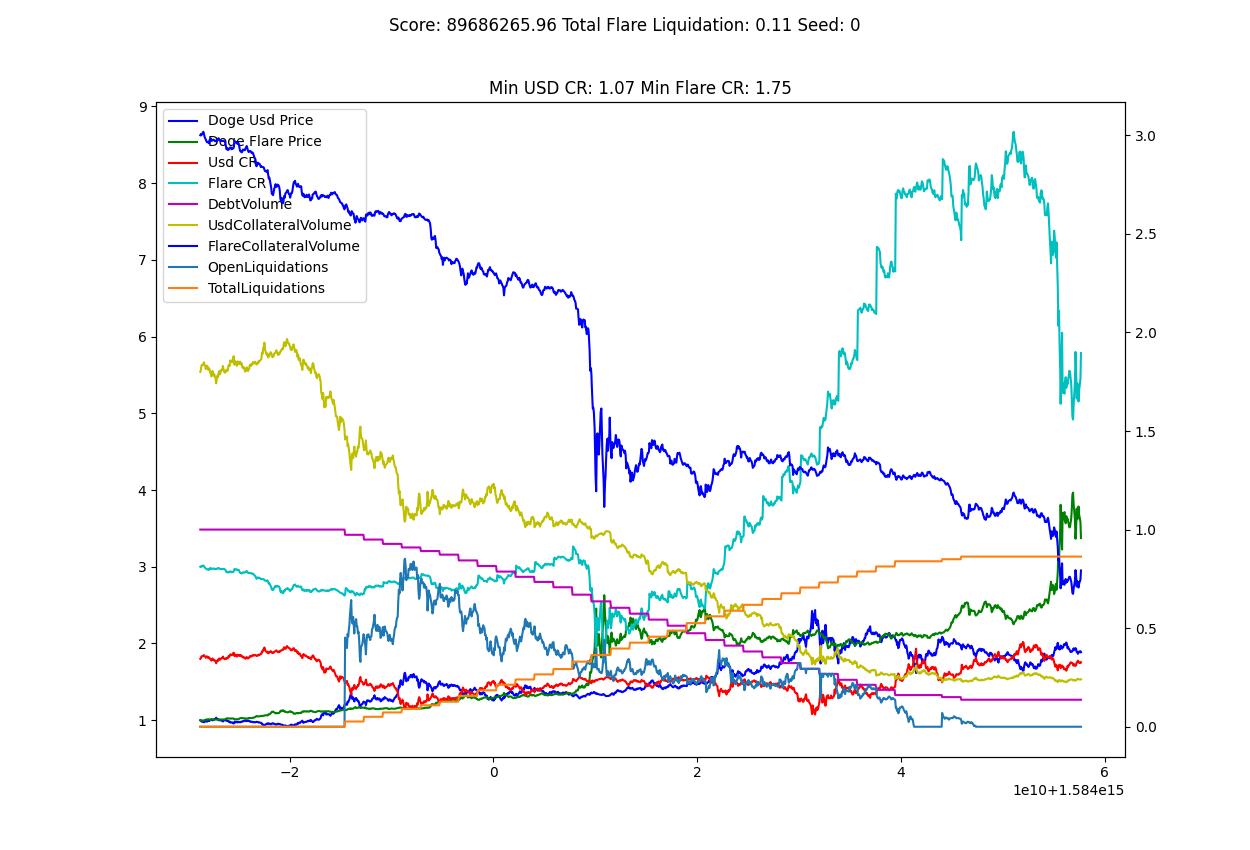 Score: 89686265.96 Total Flare Liquidation: 0.11 Seed: 0
Min USD CR: 1.07 Min Flare CR: 1.75
Doge Usd Price
Doge Flare Price
Usd CR
Flare CR
DebtVolume
UsdCollateralVolume
FlareCollateralVolume
OpenLiquidations
TotalLiquidations
9
8
7
6
5
4
3
2
1
3.0
2.5
2.0
1.5
1.0
0.5
0.0
−2
0
2
4
6
1e10+1.584e15